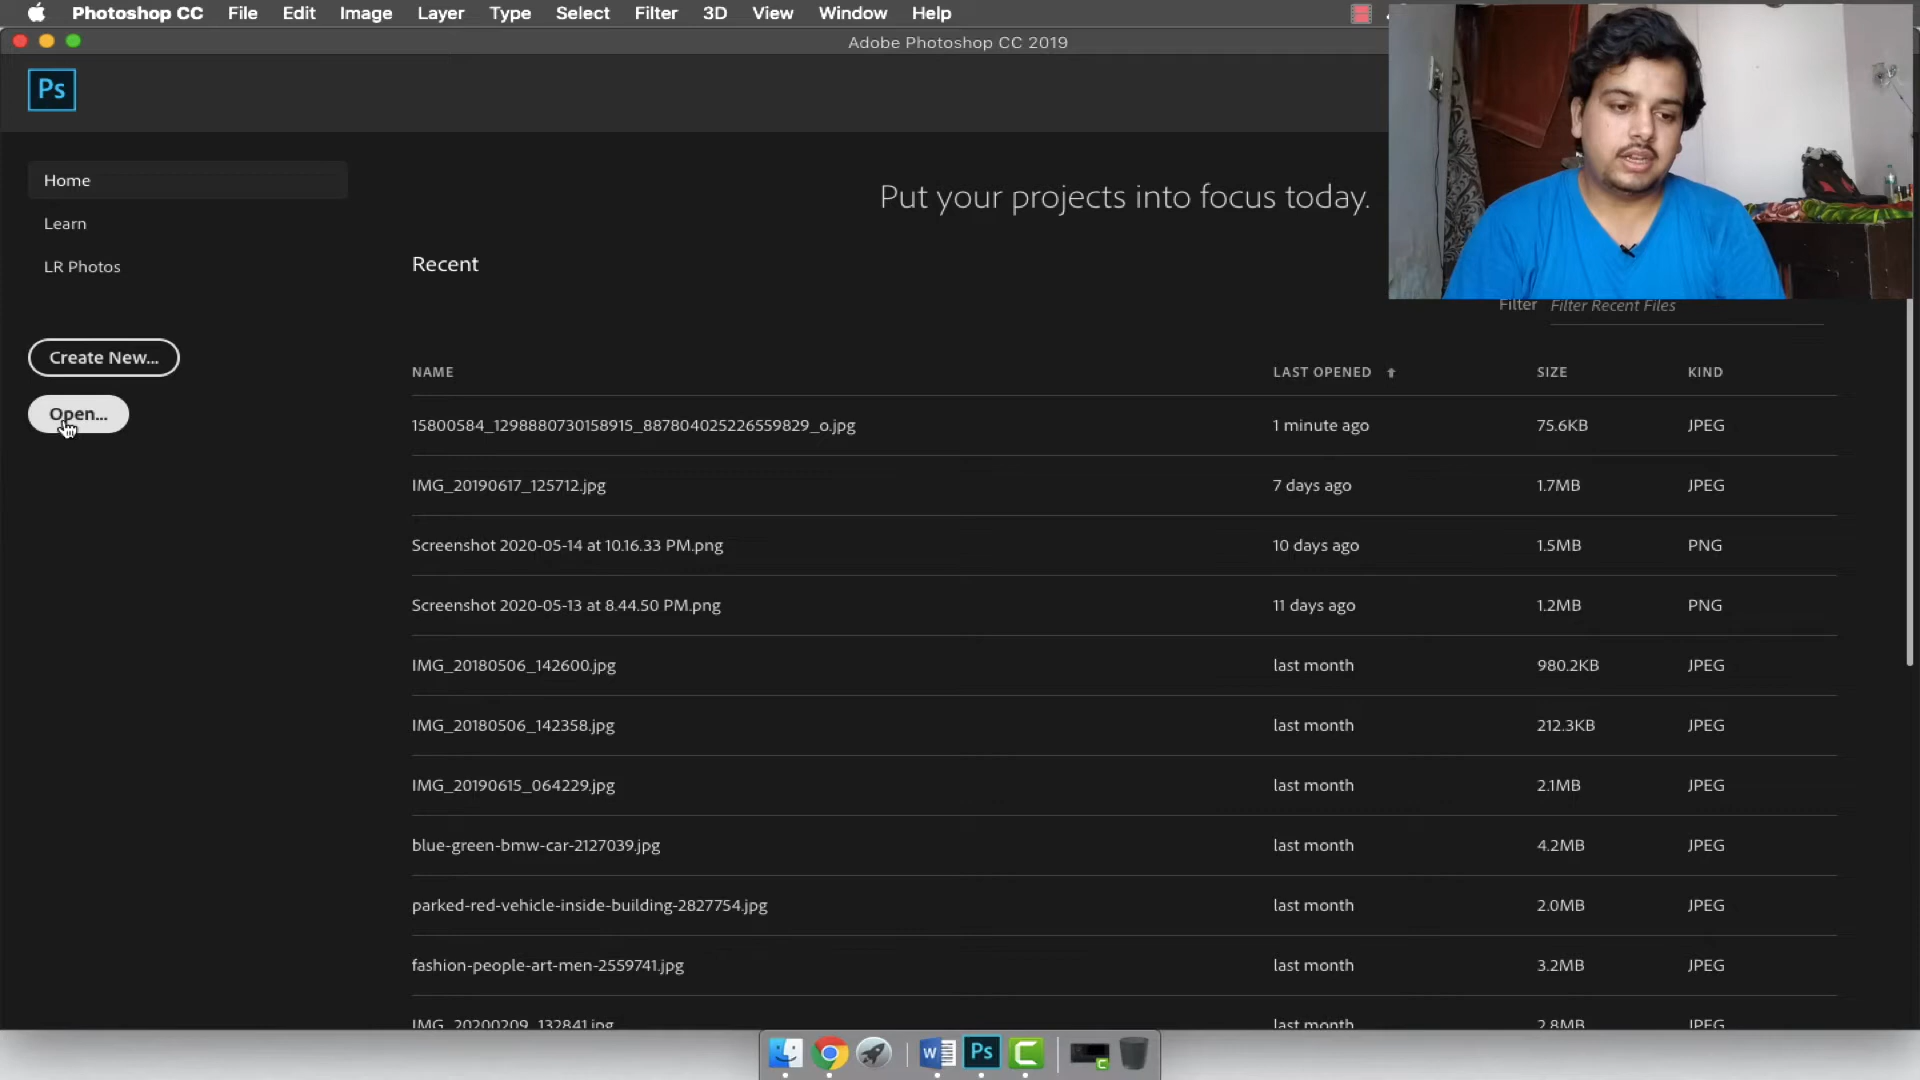 Photoshop CC File Edit Image Layer Type Select Filter 3D View Window Help
Adobe Photoshop CC 2019
Ps
Home
Learn
LR Photos
Create New...
Open...
Put your projects into focus today.
Recent
Filter Filter Recent Files
NAME LAST OPENED SIZE KIND
15800584_1298880730158915_887804025226559829_o.jpg 1 minute ago 75.6KB JPEG
IMG_20190617_125712.jpg 7 days ago 1.7MB JPEG
Screenshot 2020-05-14 at 10.16.33 PM.png 10 days ago 1.5MB PNG
Screenshot 2020-05-13 at 8.44.50 PM.png 11 days ago 1.2MB PNG
IMG_20180506_142600.jpg last month 980.2KB JPEG
IMG_20180506_142358.jpg last month 212.3KB JPEG
IMG_20190615_064229.jpg last month 2.1MB JPEG
blue-green-bmw-car-2127039.jpg last month 4.2MB JPEG
parked-red-vehicle-inside-building-2827754.jpg last month 2.0MB JPEG
fashion-people-art-men-2559741.jpg last month 3.2MB JPEG
IMG_20200209_132841.jpg last month 2.8MB JPEG
W Ps C